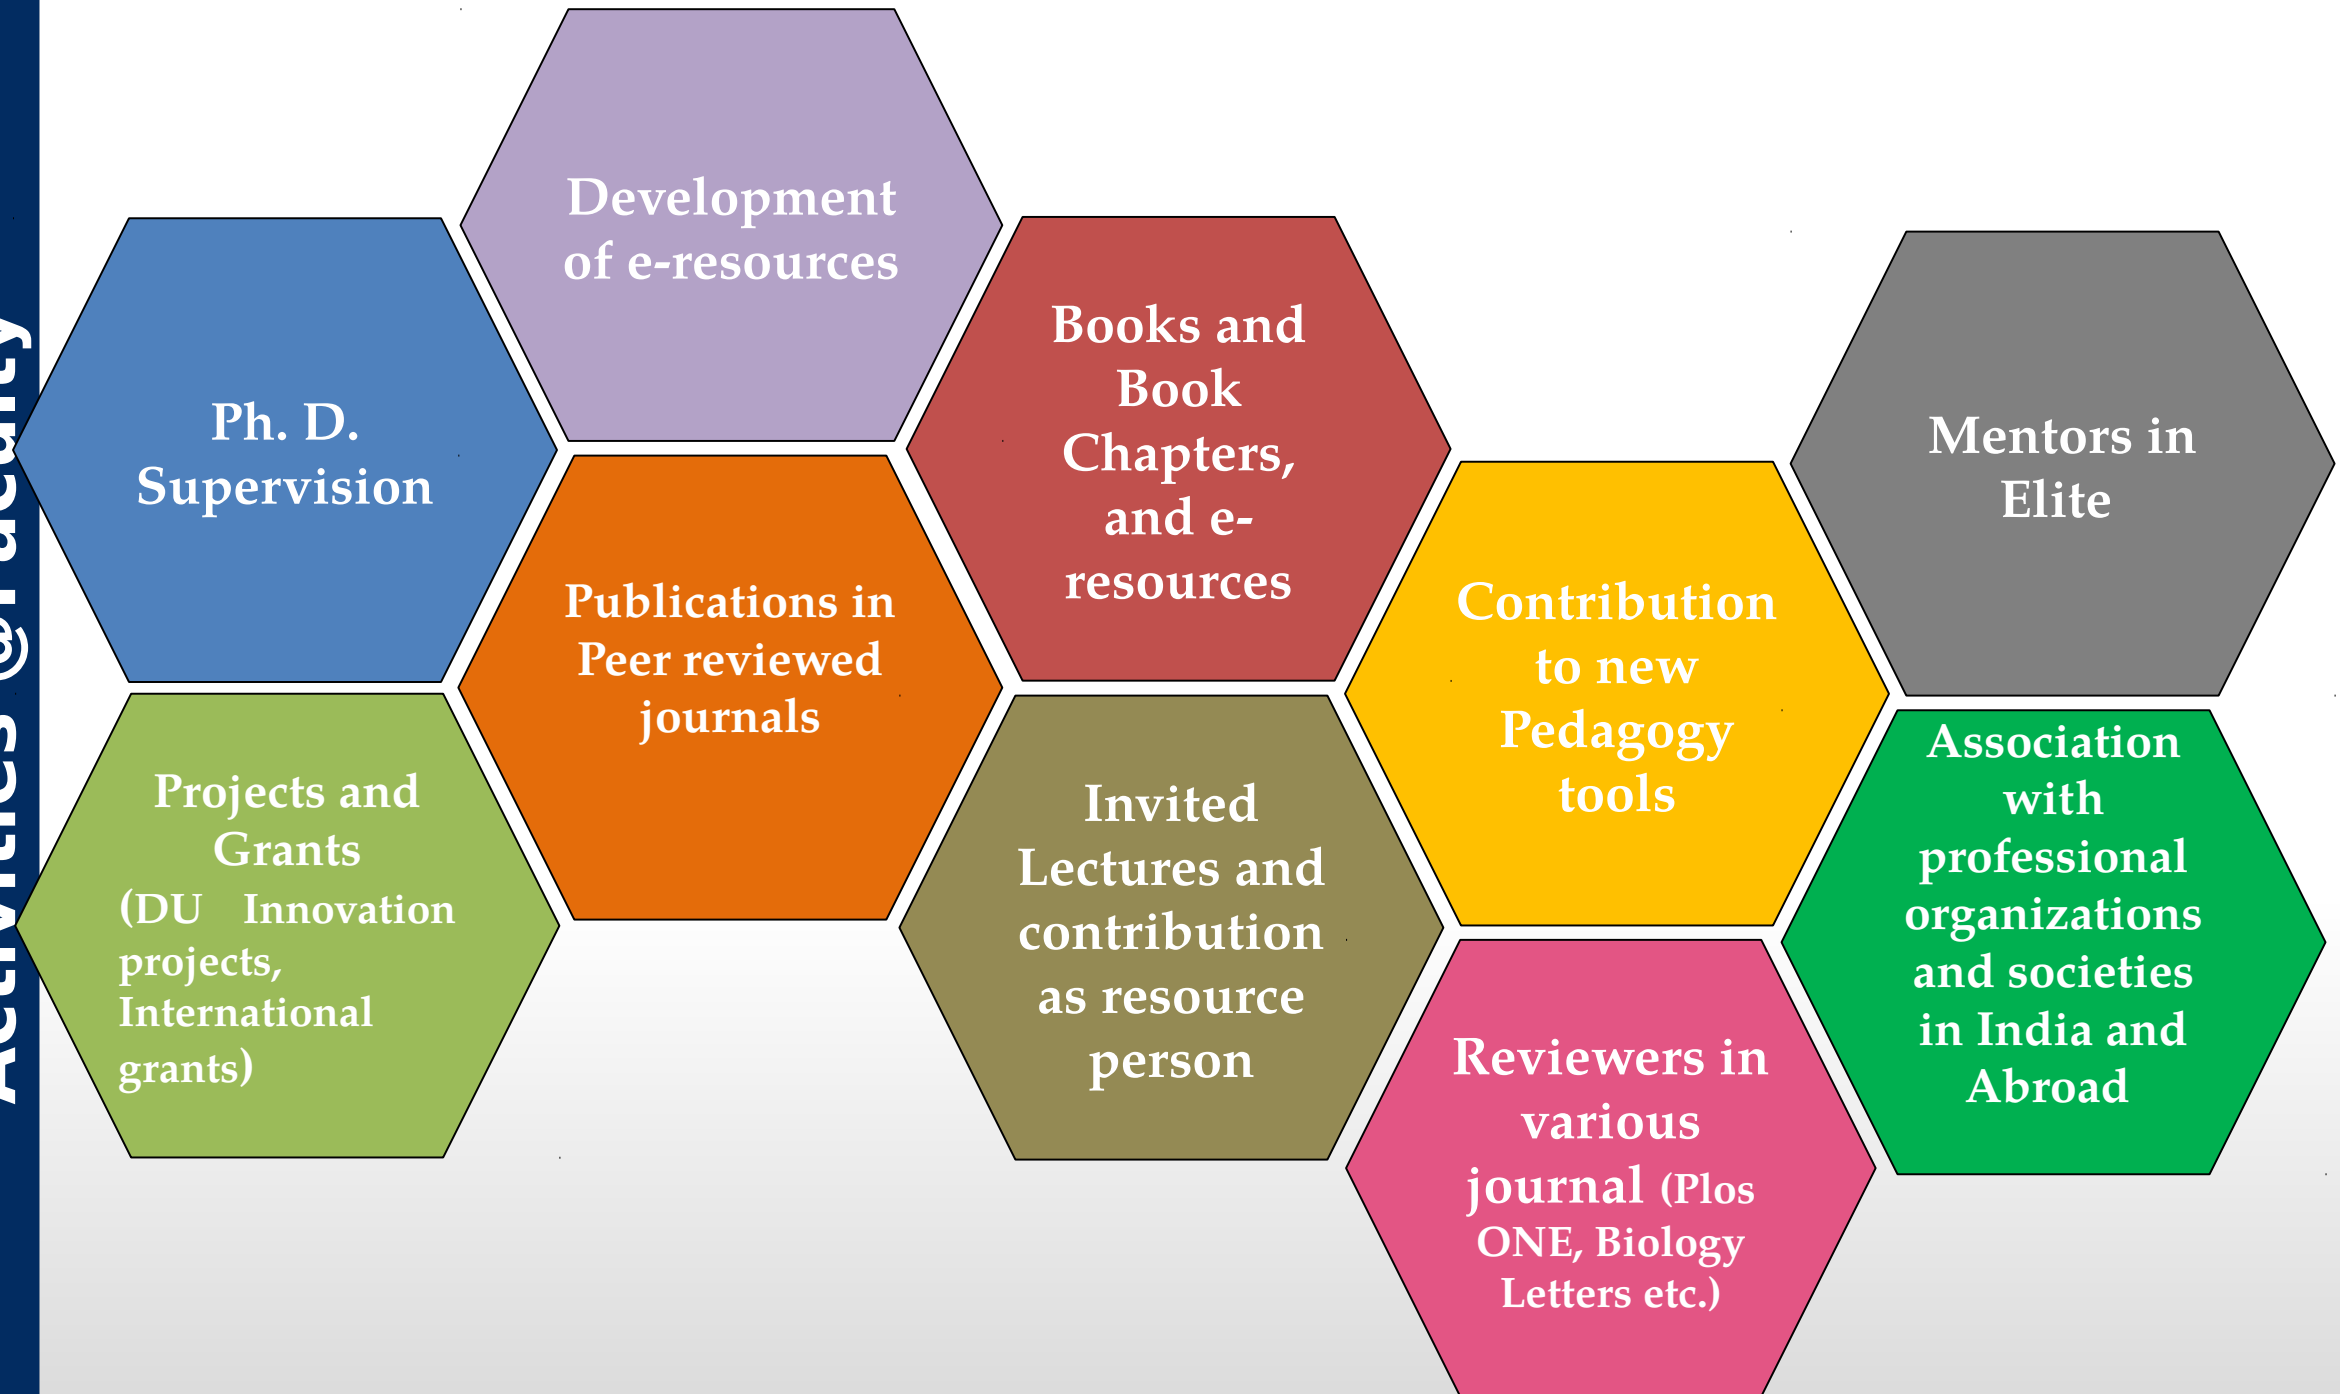 Activities @Faculty
Development
of e-resources
Ph. D.
Supervision
Books and
Book
Chapters,
and e-
resources
Mentors in
Elite
Publications in
Peer reviewed
journals
Contribution
to new
Pedagogy
tools
Projects and
Grants
(DU Innovation
projects,
International
grants)
Invited
Lectures and
contribution
as resource
person
Association
with
professional
organizations
and societies
in India and
Abroad
Reviewers in
various
journal (Plos
ONE, Biology
Letters etc.)